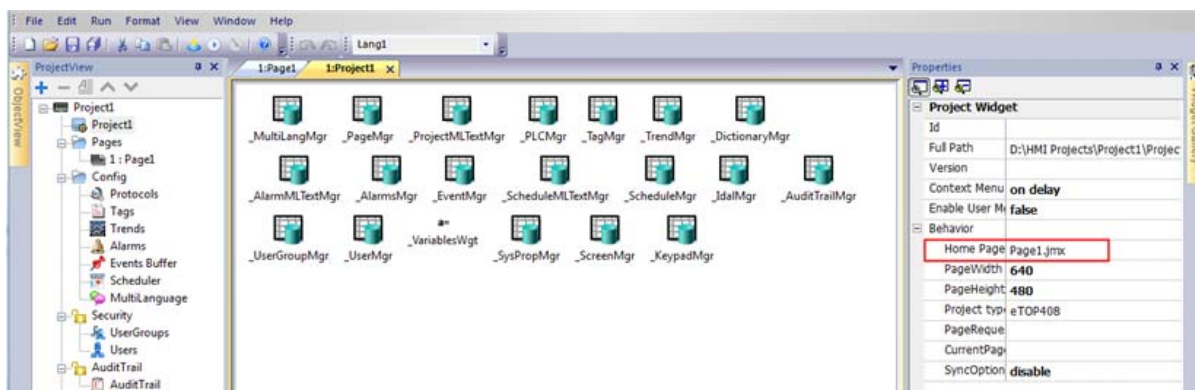 File Edit Run Format View Window Help
Lang1
ProjectView
ObjectView
Project1
Project1
Pages
1 : Page1
Config
Protocols
Tags
Trends
Alarms
Events Buffer
Scheduler
MultiLanguage
Security
UserGroups
Users
AuditTrail
AuditTrail
1:Page1 1:Project1
_MultiLangMgr _PageMgr _ProjectMLTextMgr _PLCMgr _TagMgr _TrendMgr _DictionaryMgr
_AlarmMLTextMgr _AlarmsMgr _EventMgr _ScheduleMLTextMgr _ScheduleMgr _IdalMgr _AuditTrailMgr
a=
_UserGroupMgr _UserMgr _VariablesWgt _SysPropMgr _ScreenMgr _KeypadMgr
Properties
Project Widget
Id
Full Path D:\HMI Projects\Project1\Projec
Version
Context Menu on delay
Enable User M false
Behavior
Home Page Page1.jmx
PageWidth 640
PageHeight 480
Project typ eTOP408
PageReque
CurrentPag
SyncOption disable